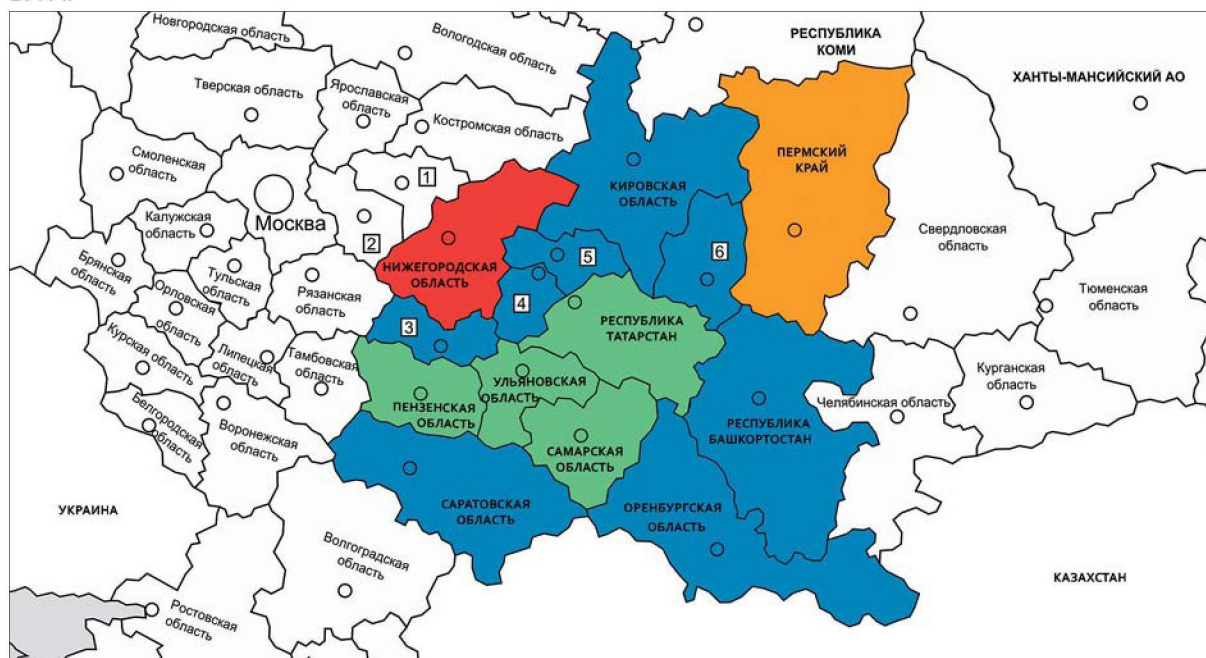 Новгородская
область
Вологодская
область
РЕСПУБЛИКА
КОМИ
ХАНТЫ-МАНСИЙСКИЙ АО
Тверская область
Ярославская
область
Костромская область
Смоленская
область
1
ПЕРМСКИЙ
КРАЙ
КИРОВСКАЯ
ОБЛАСТЬ
Калужская
область
Москва
2
Свердловская
область
Брянская
область
Тульская
область
Рязанская
область
НИЖЕГОРОДСКАЯ
ОБЛАСТЬ
5
6
Тюменская
область
Орловская
область
4
Курская
область
Липецкая
область
Тамбовская
область
3
РЕСПУБЛИКА
ТАТАРСТАН
УЛЬЯНОВСКАЯ
ОБЛАСТЬ
Курганская
область
Белгородская
область
Воронежская
область
ПЕНЗЕНСКАЯ
ОБЛАСТЬ
Челябинская область
РЕСПУБЛИКА
БАШКОРТОСТАН
САМАРСКАЯ
ОБЛАСТЬ
УКРАИНА
САРАТОВСКАЯ
ОБЛАСТЬ
ОРЕНБУРГСКАЯ
ОБЛАСТЬ
Волгоградская
область
КАЗАХСТАН
Ростовская
область